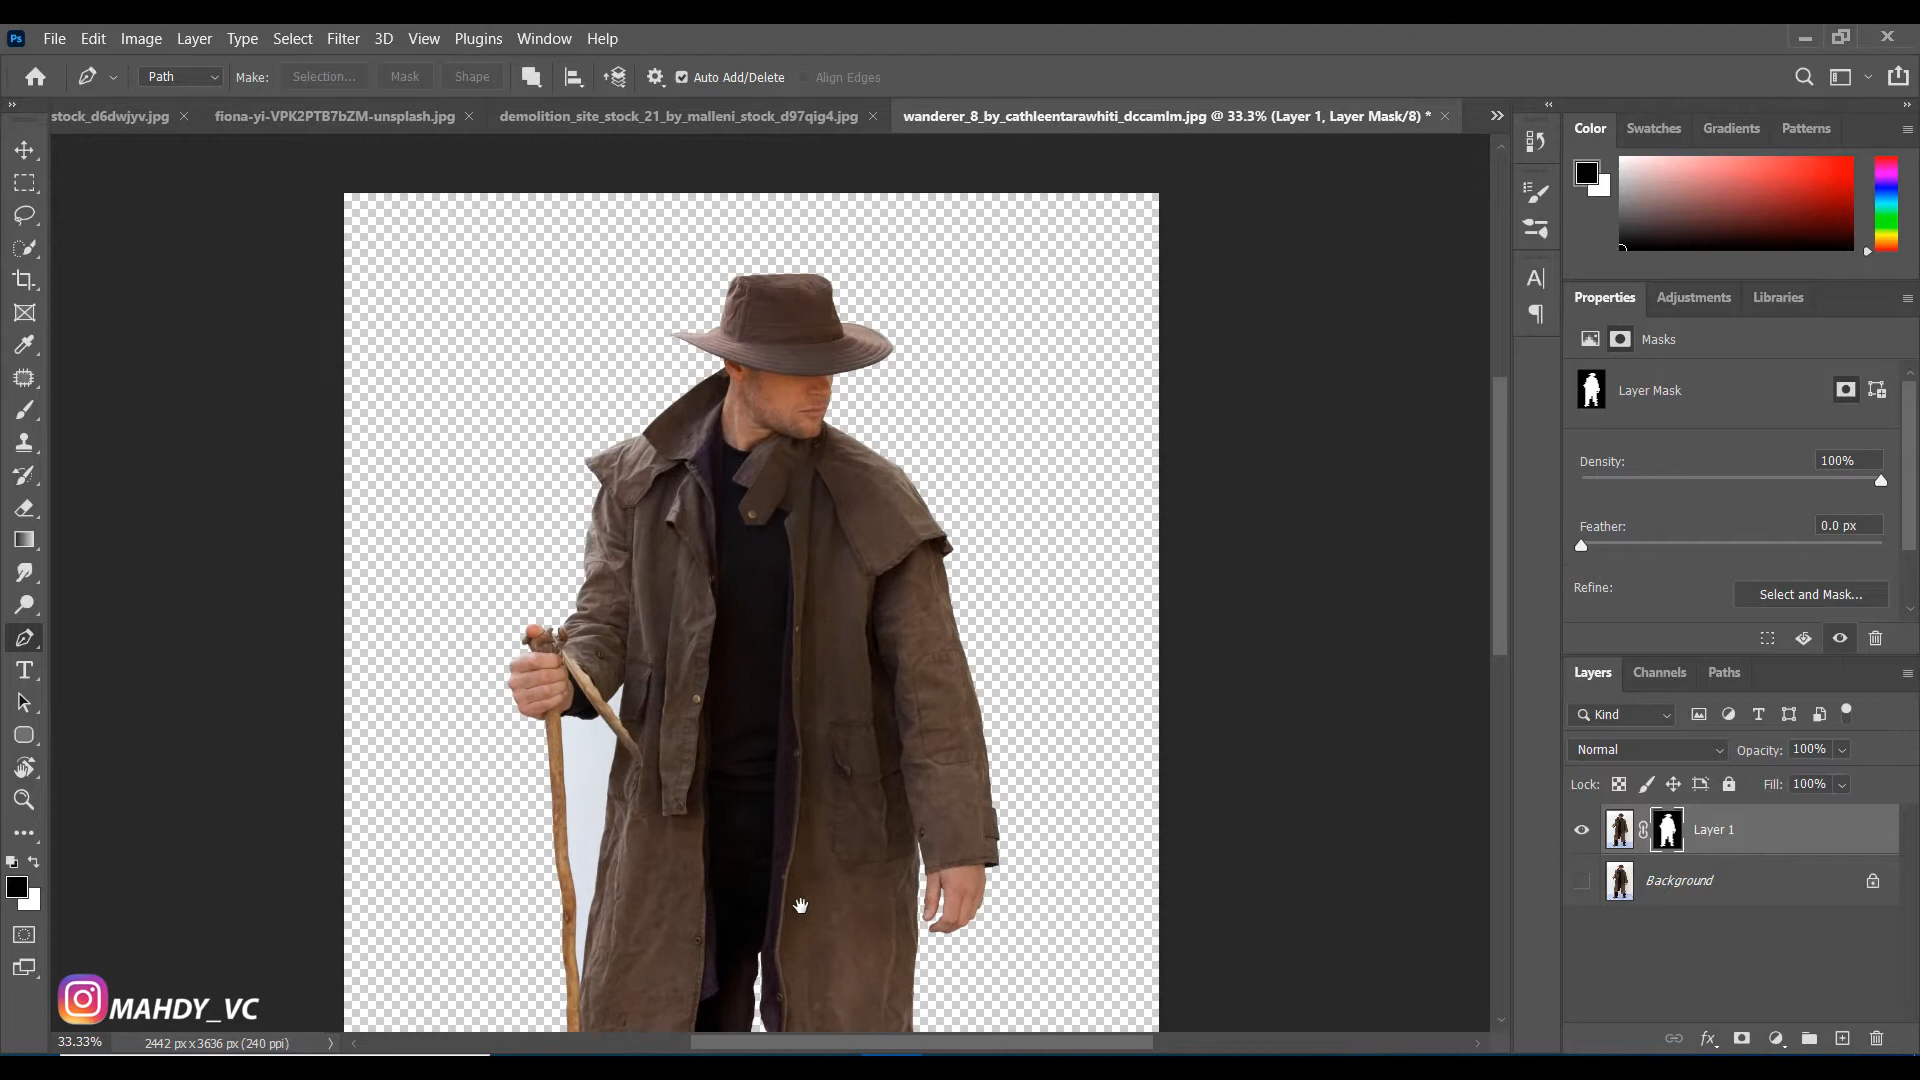 Ps File Edit Image Layer Type Select Filter 3D View Plugins Window Help
Path Make: Selection... Mask Shape Auto Add/Delete Align Edges
stock_d6dwjyv.jpg fiona-yi-VPK2PTB7bZM-unsplash.jpg demolition_site_stock_21_by_malleni_stock_d97qig4.jpg wanderer_8_by_cathleentarawhiti_dccamlm.jpg @ 33.3% (Layer 1, Layer Mask/8) *
Color Swatches Gradients Patterns
Properties Adjustments Libraries
Masks
Layer Mask
Density: 100%
Feather: 0.0 px
Refine: Select and Mask...
Layers Channels Paths
Kind
Normal Opacity: 100%
Lock: Fill: 100%
Layer 1
Background
MAHDY_VC
33.33% 2442 px x 3636 px (240 ppi)